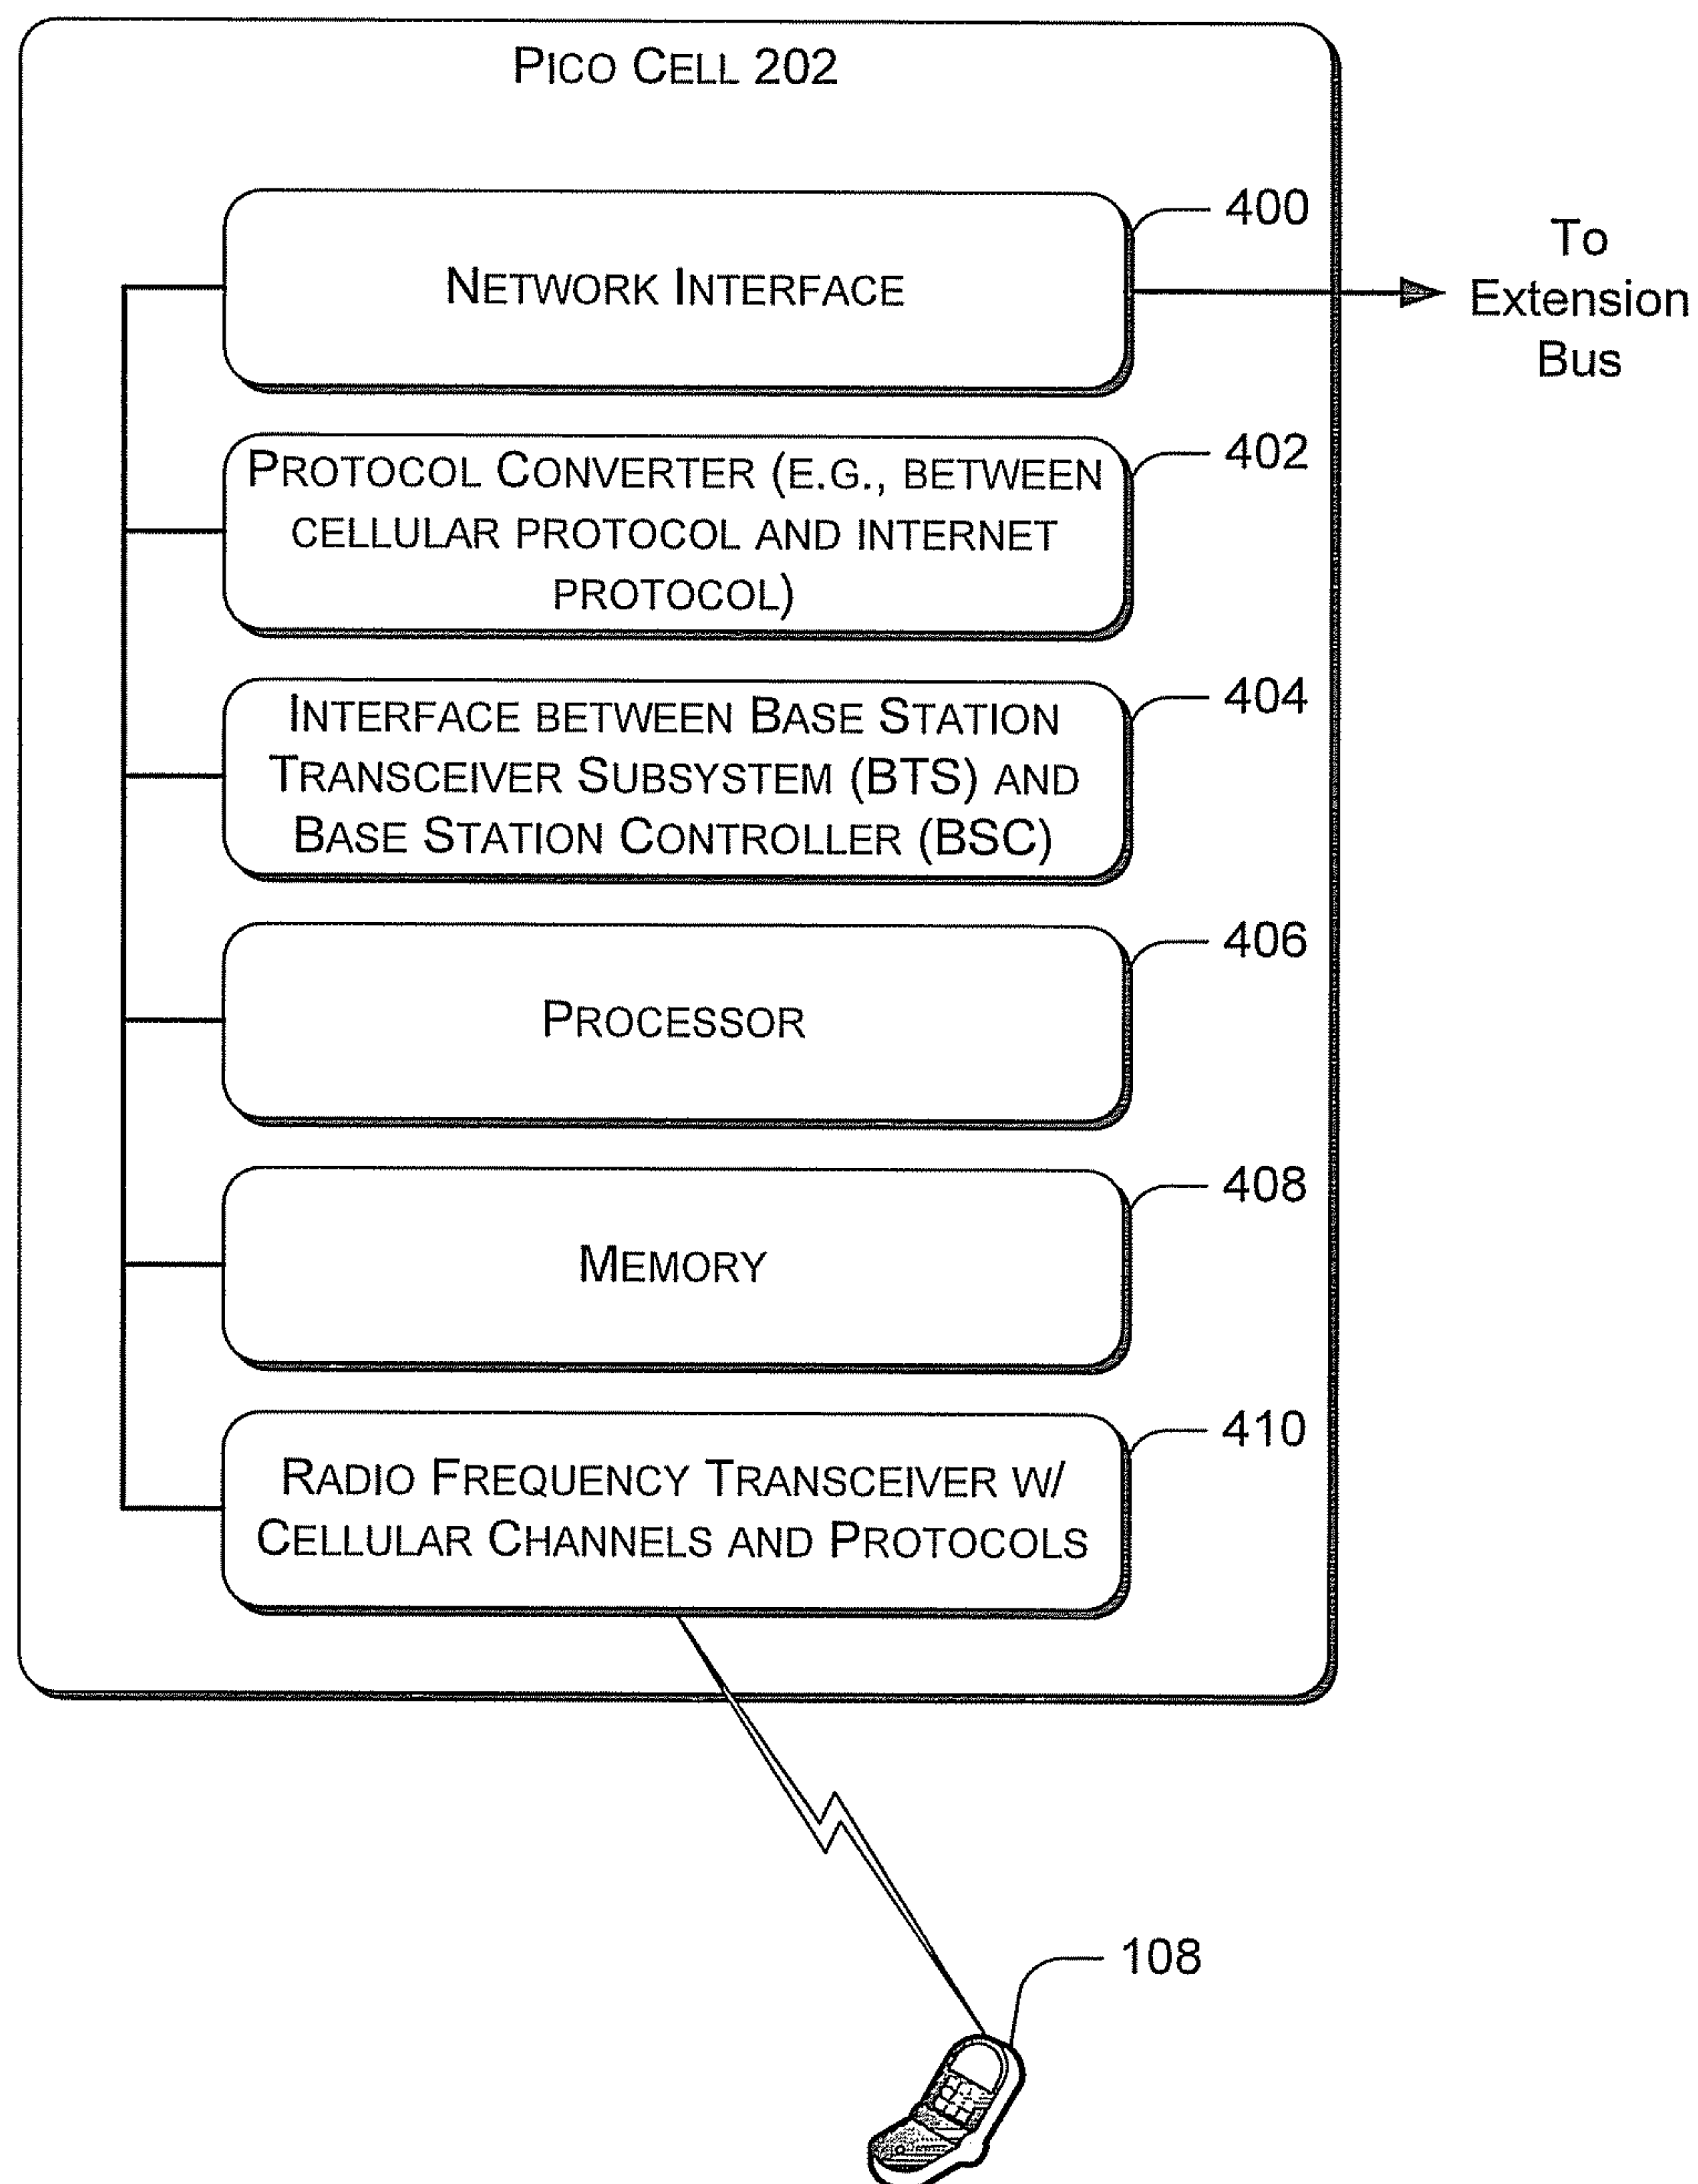 PICO CELL 202
400
NETWORK INTERFACE
To
Extension
Bus
402
PROTOCOL CONVERTER (E.G., BETWEEN
CELLULAR PROTOCOL AND INTERNET
PROTOCOL)
404
INTERFACE BETWEEN BASE STATION
TRANSCEIVER SUBSYSTEM (BTS) AND
BASE STATION CONTROLLER (BSC)
406
PROCESSOR
408
MEMORY
410
RADIO FREQUENCY TRANSCEIVER W/
CELLULAR CHANNELS AND PROTOCOLS
108